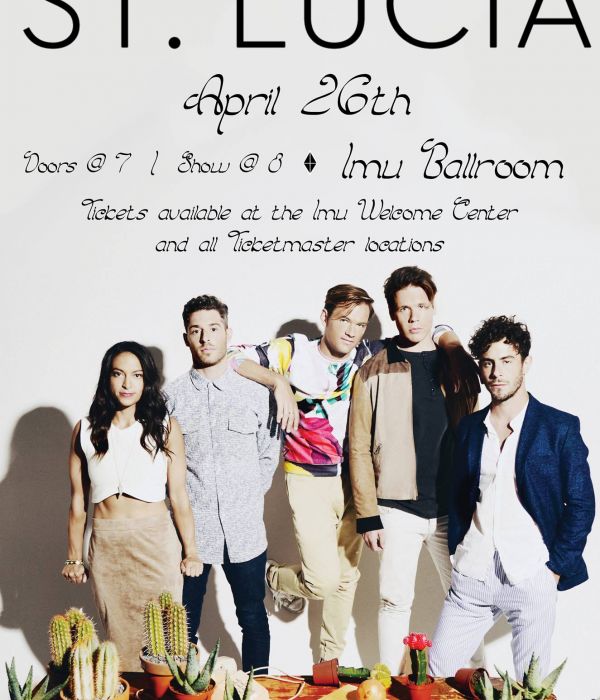 ST. LUCIA
April 26th
Doors @ 7 | Show @ 8 ♦ Imu Ballroom
Tickets available at the Imu Welcome Center
and all Ticketmaster locations